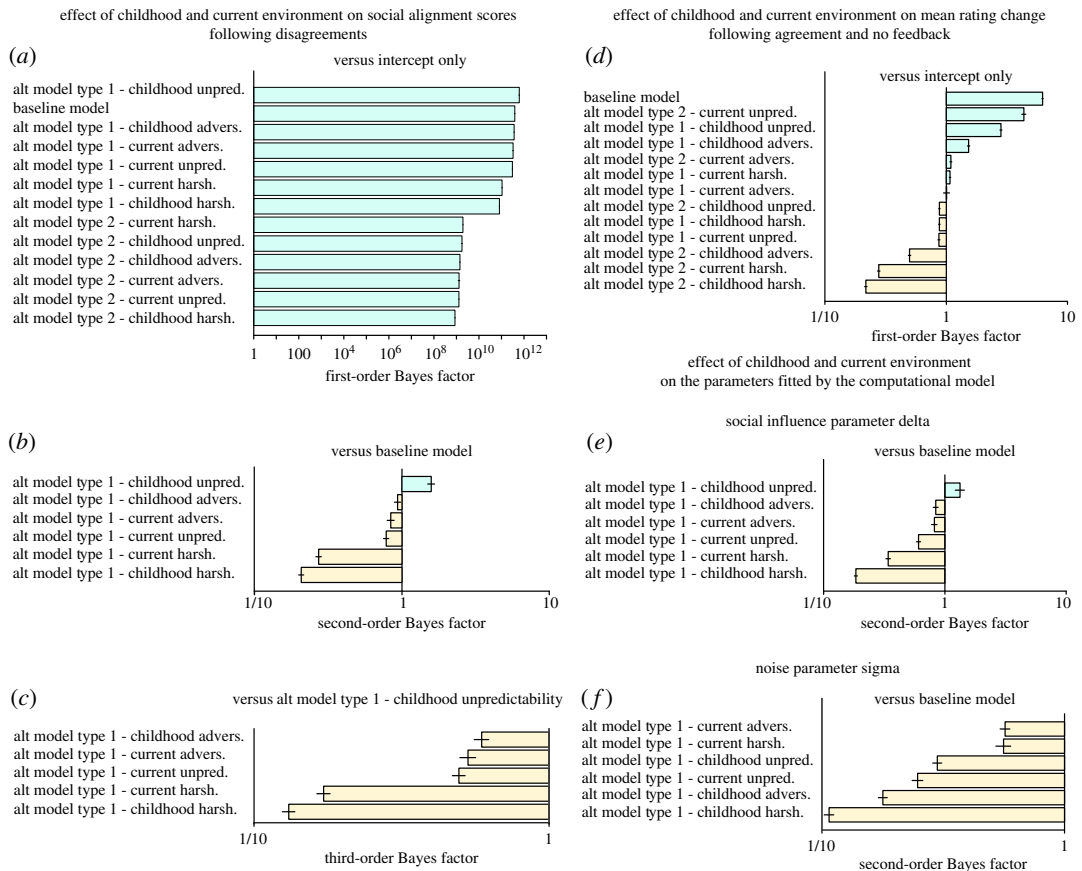 effect of childhood and current environment on social alignment scores
following disagreements
(a)
versus intercept only
alt model type 1 - childhood unpred.
baseline model
alt model type 1 - childhood advers.
alt model type 1 - current advers.
alt model type 1 - current unpred.
alt model type 1 - current harsh.
alt model type 1 - childhood harsh.
alt model type 2 - current harsh.
alt model type 2 - childhood unpred.
alt model type 2 - childhood advers.
alt model type 2 - current advers.
alt model type 2 - current unpred.
alt model type 2 - childhood harsh.
1 100 10⁴ 10⁶ 10⁸ 10¹⁰ 10¹²
first-order Bayes factor
(b)
versus baseline model
alt model type 1 - childhood unpred.
alt model type 1 - childhood advers.
alt model type 1 - current advers.
alt model type 1 - current unpred.
alt model type 1 - current harsh.
alt model type 1 - childhood harsh.
1/10 1 10
second-order Bayes factor
(c)
versus alt model type 1 - childhood unpredictability
alt model type 1 - childhood advers.
alt model type 1 - current advers.
alt model type 1 - current unpred.
alt model type 1 - current harsh.
alt model type 1 - childhood harsh.
1/10 1
third-order Bayes factor
effect of childhood and current environment on mean rating change
following agreement and no feedback
(d)
versus intercept only
baseline model
alt model type 2 - current unpred.
alt model type 1 - childhood unpred.
alt model type 1 - childhood advers.
alt model type 2 - current advers.
alt model type 1 - current harsh.
alt model type 1 - current advers.
alt model type 2 - childhood unpred.
alt model type 1 - childhood harsh.
alt model type 1 - current unpred.
alt model type 2 - childhood advers.
alt model type 2 - current harsh.
alt model type 2 - childhood harsh.
1/10 1 10
first-order Bayes factor
effect of childhood and current environment
on the parameters fitted by the computational model
social influence parameter delta
(e)
versus baseline model
alt model type 1 - childhood unpred.
alt model type 1 - childhood advers.
alt model type 1 - current advers.
alt model type 1 - current unpred.
alt model type 1 - current harsh.
alt model type 1 - childhood harsh.
1/10 1 10
second-order Bayes factor
noise parameter sigma
(f)
versus baseline model
alt model type 1 - current advers.
alt model type 1 - current harsh.
alt model type 1 - childhood unpred.
alt model type 1 - current unpred.
alt model type 1 - childhood advers.
alt model type 1 - childhood harsh.
1/10 1
second-order Bayes factor